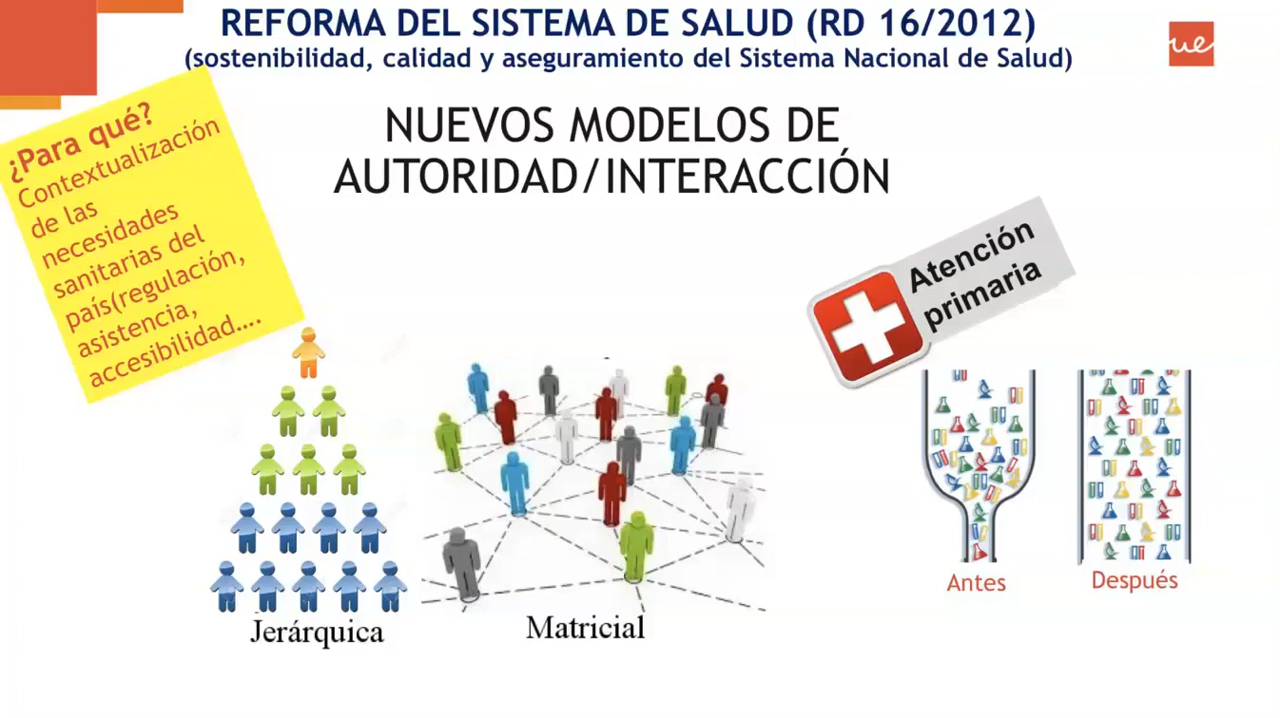 REFORMA DEL SISTEMA DE SALUD (RD 16/2012)
(sostenibilidad, calidad y aseguramiento del Sistema Nacional de Salud)
ue
NUEVOS MODELOS DE
AUTORIDAD/INTERACCIÓN
¿Para qué?
Contextualización
de las
necesidades
sanitarias del
país(regulación,
asistencia,
accesibilidad....
Atención
primaria
Antes
Después
Jerárquica
Matricial